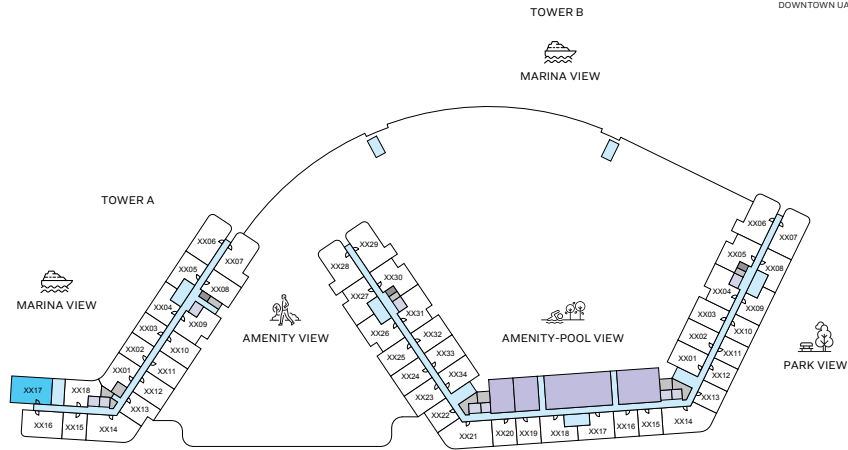 DOWNTOWN UA
TOWER B
MARINA VIEW
TOWER A
MARINA VIEW
AMENITY VIEW
AMENITY-POOL VIEW
PARK VIEW
XX06
XX07
XX05
XX08
XX04
XX09
XX03
XX10
XX02
XX11
XX01
XX12
XX18
XX17
XX13
XX16
XX15
XX14
XX29
XX28
XX30
XX27
XX31
XX26
XX32
XX25
XX33
XX24
XX34
XX23
XX22
XX21
XX20
XX19
XX18
XX17
XX16
XX15
XX14
XX13
XX12
XX01
XX11
XX02
XX10
XX03
XX09
XX04
XX08
XX05
XX07
XX06